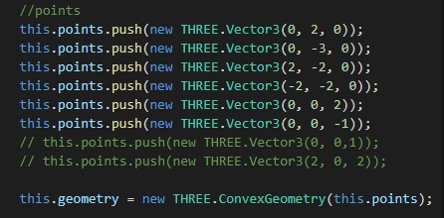 //points
this.points.push(new THREE.Vector3(0, 2, 0));
this.points.push(new THREE.Vector3(0, -3, 0));
this.points.push(new THREE.Vector3(2, -2, 0));
this.points.push(new THREE.Vector3(-2, -2, 0));
this.points.push(new THREE.Vector3(0, 0, 2));
this.points.push(new THREE.Vector3(0, 0, -1));
// this.points.push(new THREE.Vector3(0, 0,1));
// this.points.push(new THREE.Vector3(2, 0, 2));
this.geometry = new THREE.ConvexGeometry(this.points);